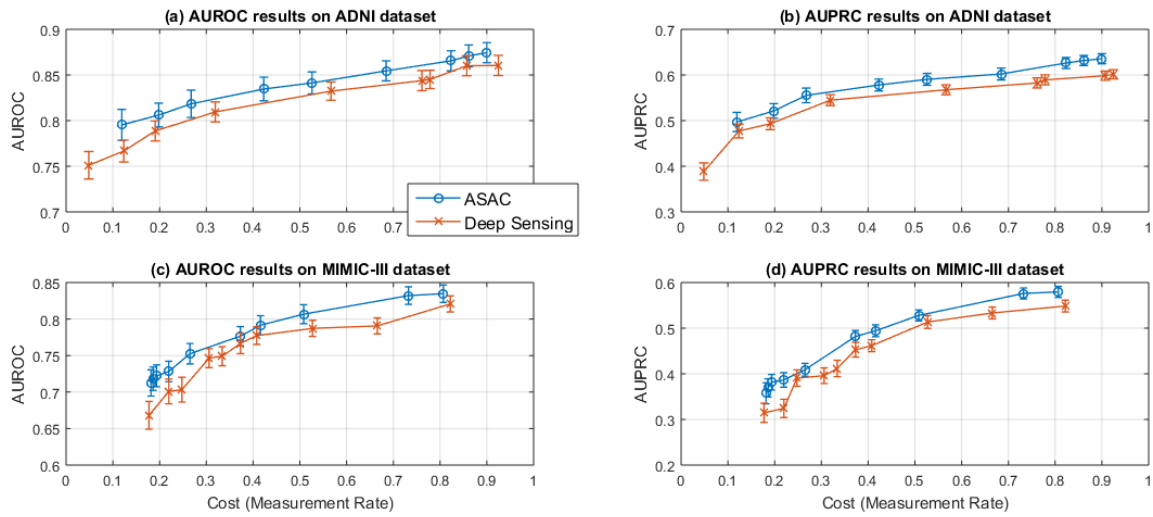 (a) AUROC results on ADNI dataset
AUROC
0.9
0.85
0.8
0.75
0.7
0 0.1 0.2 0.3 0.4 0.5 0.6 0.7 0.9 1
ASAC
Deep Sensing
(b) AUPRC results on ADNI dataset
AUPRC
0.7
0.6
0.5
0.4
0.3
0 0.1 0.2 0.3 0.4 0.5 0.6 0.7 0.8 0.9 1
(c) AUROC results on MIMIC-III dataset
AUROC
0.85
0.8
0.75
0.7
0.65
0.6
0 0.1 0.2 0.3 0.4 0.5 0.6 0.7 0.8 0.9 1
Cost (Measurement Rate)
(d) AUPRC results on MIMIC-III dataset
AUPRC
0.6
0.5
0.4
0.3
0.2
0 0.1 0.2 0.3 0.4 0.5 0.6 0.7 0.8 0.9 1
Cost (Measurement Rate)